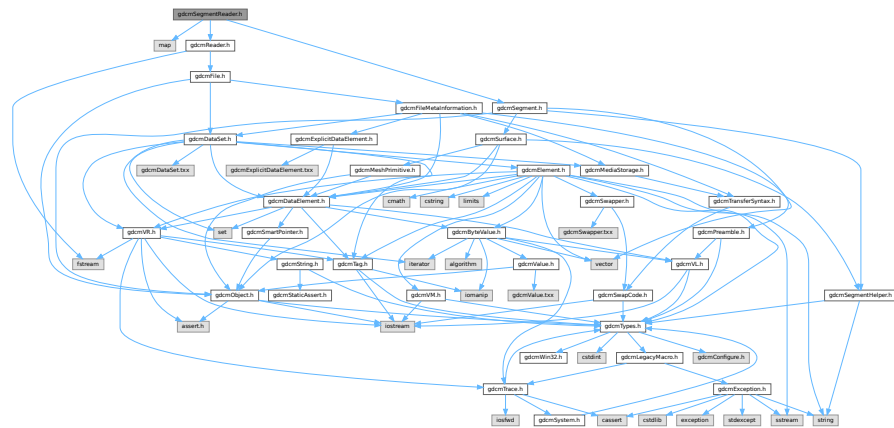 gdcmSegmentReader.h
map
gdcmReader.h
gdcmFile.h
gdcmFileMetaInformation.h
gdcmSegment.h
gdcmDataSet.h
gdcmExplicitDataElement.h
gdcmSurface.h
gdcmDataSet.txx
gdcmExplicitDataElement.txx
gdcmMeshPrimitive.h
gdcmElement.h
gdcmMediaStorage.h
gdcmDataElement.h
cmath
cstring
limits
gdcmSwapper.h
gdcmTransferSyntax.h
gdcmVR.h
set
gdcmSmartPointer.h
gdcmByteValue.h
gdcmSwapper.txx
gdcmPreamble.h
fstream
gdcmString.h
gdcmTag.h
iterator
algorithm
gdcmValue.h
vector
gdcmVL.h
gdcmObject.h
gdcmStaticAssert.h
gdcmVM.h
iomanip
gdcmValue.txx
gdcmSwapCode.h
gdcmSegmentHelper.h
assert.h
iostream
gdcmTypes.h
gdcmWin32.h
cstdint
gdcmLegacyMacro.h
gdcmConfigure.h
gdcmTrace.h
gdcmException.h
iosfwd
gdcmSystem.h
cassert
cstdlib
exception
stdexcept
sstream
string